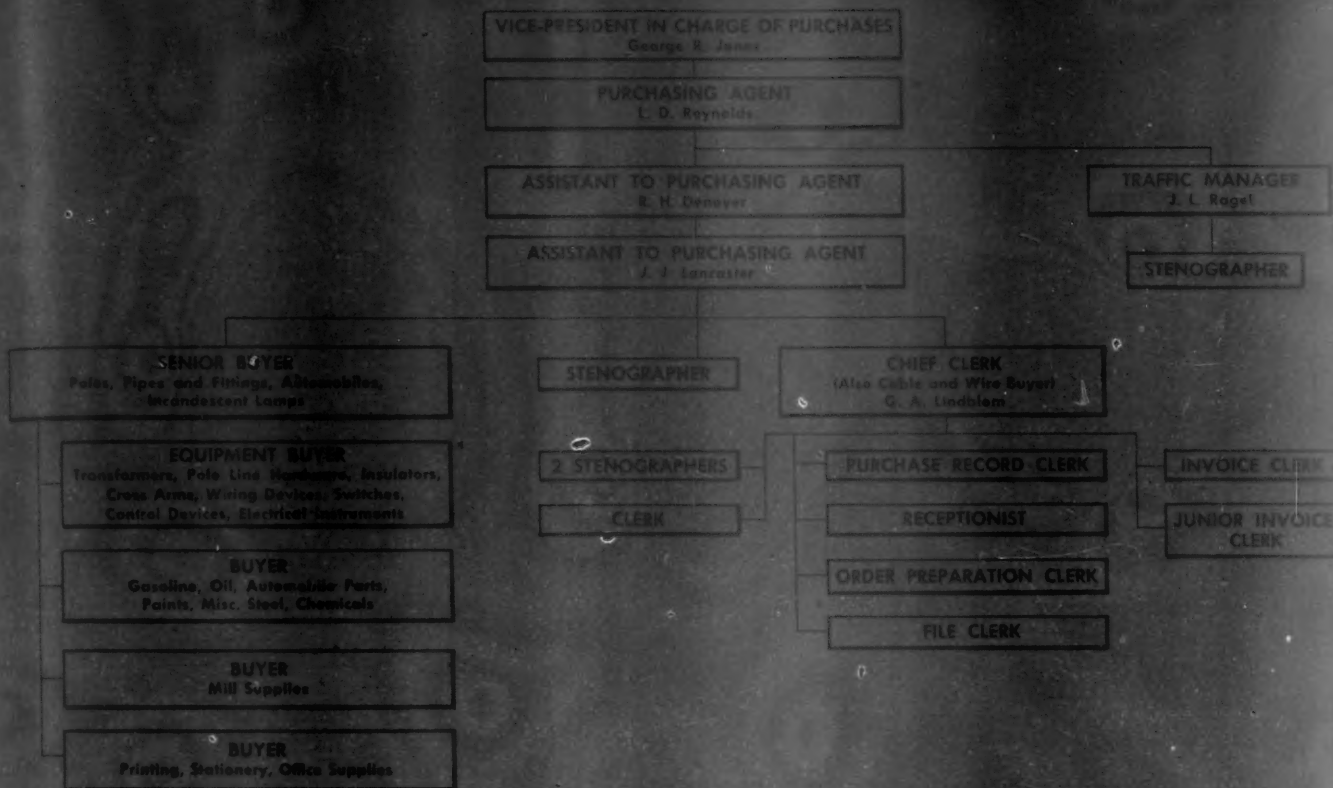 VICE-PRESIDENT IN CHARGE OF PURCHASES
George R. Jones
PURCHASING AGENT
L. D. Reynolds
ASSISTANT TO PURCHASING AGENT
R. H. Denoyer
TRAFFIC MANAGER
J. L. Ragel
ASSISTANT TO PURCHASING AGENT
J. J. Lancaster
STENOGRAPHER
SENIOR BUYER
Poles, Pipes and Fittings, Automobiles,
Incandescent Lamps
STENOGRAPHER
CHIEF CLERK
(Also Cable and Wire Buyer)
G. A. Lindblom
EQUIPMENT BUYER
Transformers, Pole Line Hardware, Insulators,
Cross Arms, Wiring Devices, Switches,
Control Devices, Electrical Instruments
2 STENOGRAPHERS
PURCHASE RECORD CLERK
INVOICE CLERK
CLERK
RECEPTIONIST
JUNIOR INVOICE
CLERK
BUYER
Gasoline, Oil, Automobile Parts,
Paints, Misc. Steel, Chemicals
ORDER PREPARATION CLERK
FILE CLERK
BUYER
Mill Supplies
BUYER
Printing, Stationery, Office Supplies